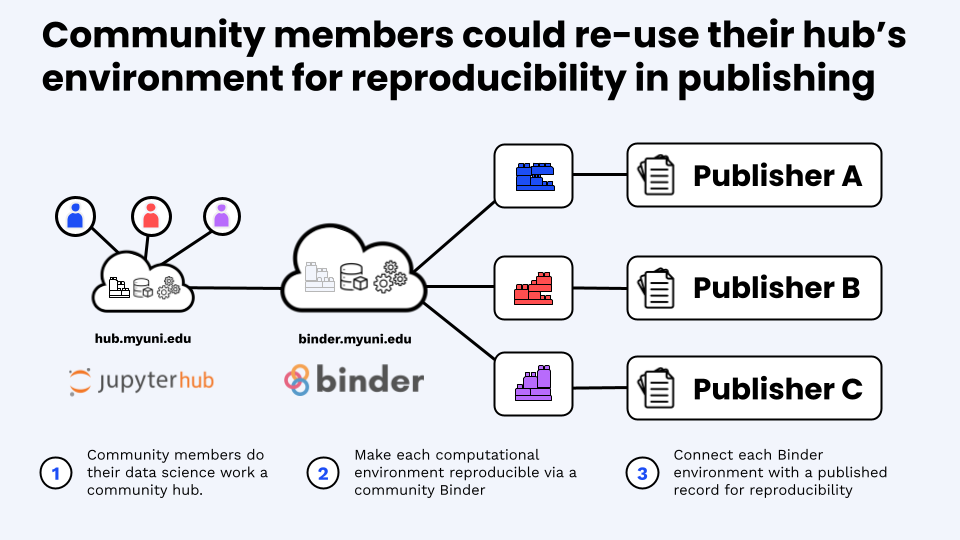 Community members could re-use their hub's
environment for reproducibility in publishing
Publisher A
Publisher B
Publisher C
hub.myuni.edu
binder.myuni.edu
jupyterhub
binder
1
Community members do
their data science work a
community hub.
2
Make each computational
environment reproducible via a
community Binder
3
Connect each Binder
environment with a published
record for reproducibility